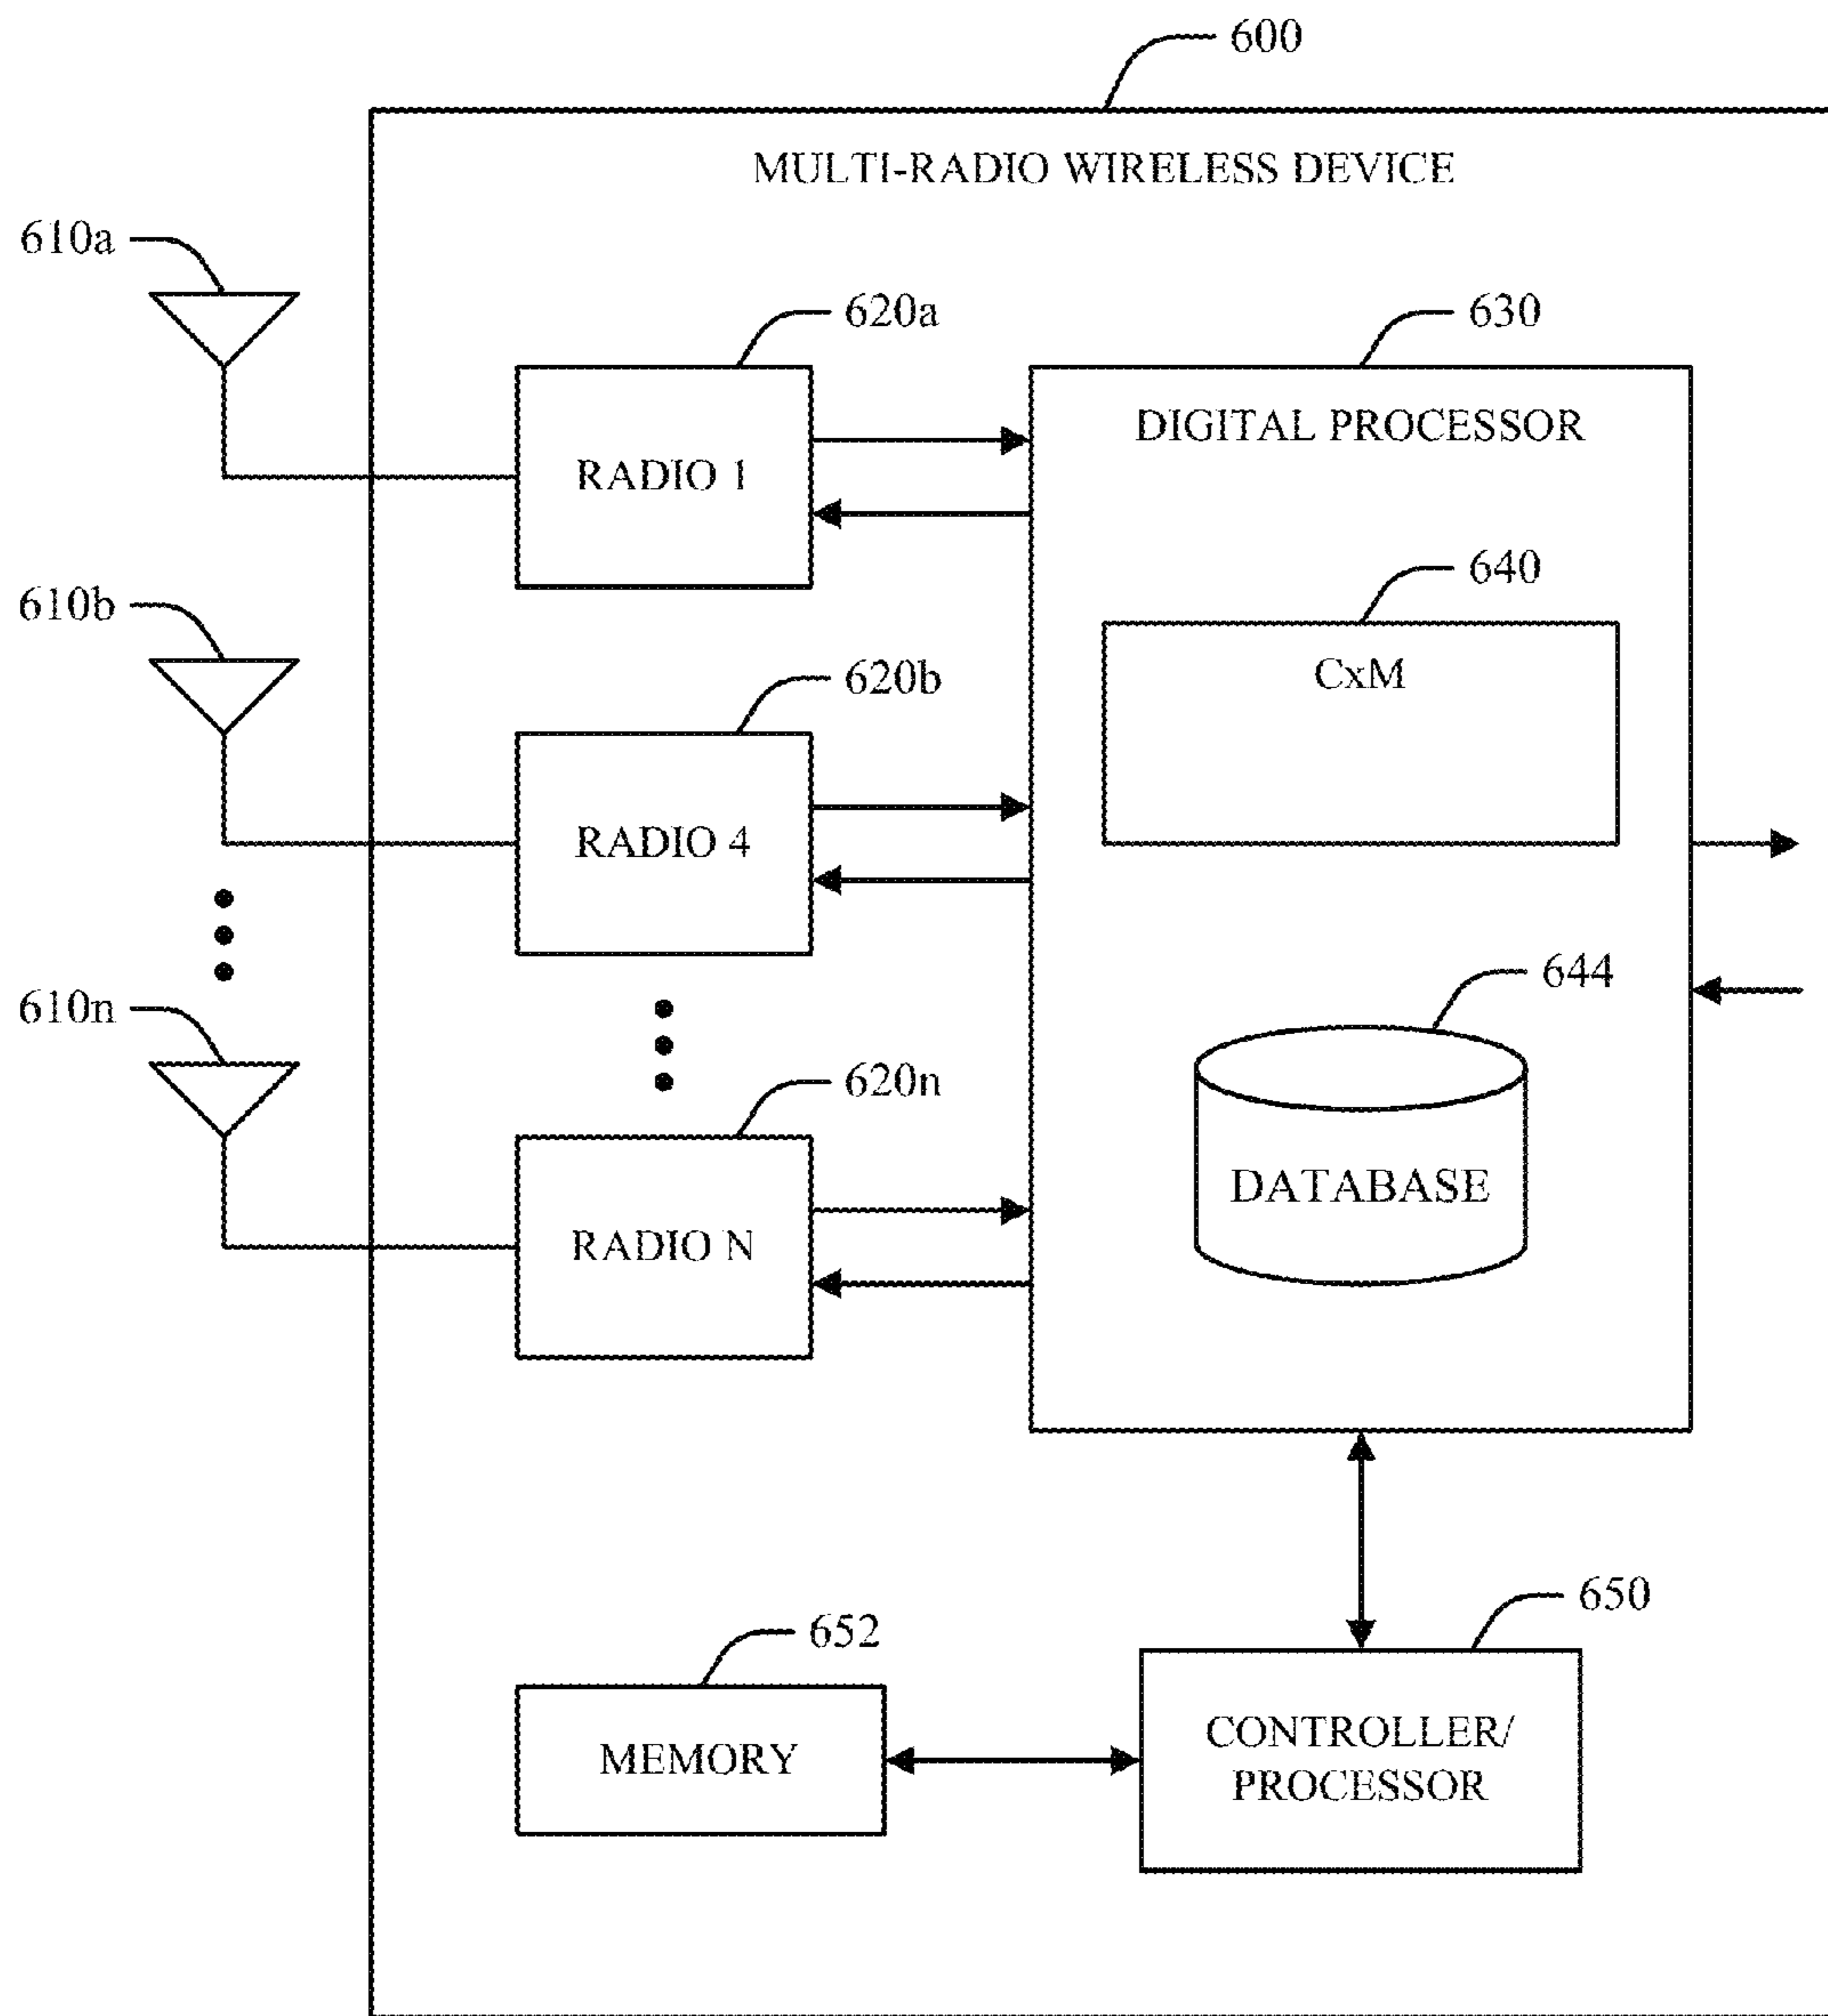 600
MULTI-RADIO WIRELESS DEVICE
610a
620a
630
RADIO 1
DIGITAL PROCESSOR
640
610b
620b
CxM
RADIO 4
644
610n
620n
DATABASE
RADIO N
650
652
MEMORY
CONTROLLER/
PROCESSOR